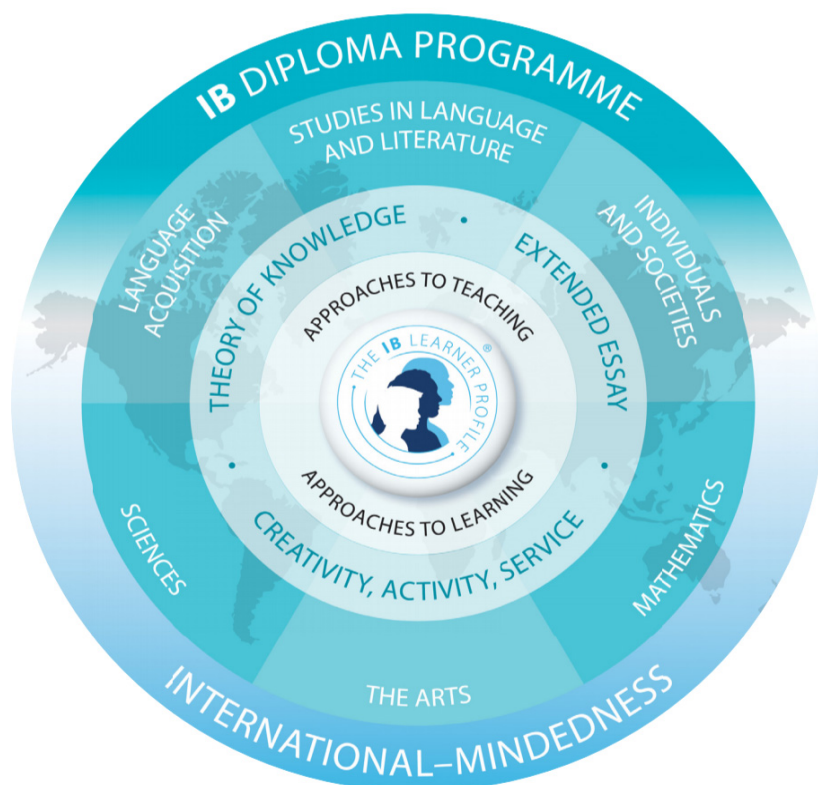 IB DIPLOMA PROGRAMME
STUDIES IN LANGUAGE
AND LITERATURE
LANGUAGE
ACQUISITION
INDIVIDUALS
AND SOCIETIES
THEORY OF KNOWLEDGE
•
EXTENDED ESSAY
•
CREATIVITY, ACTIVITY, SERVICE
•
APPROACHES TO TEACHING
THE IB LEARNER PROFILE®
APPROACHES TO LEARNING
SCIENCES
MATHEMATICS
THE ARTS
INTERNATIONAL–MINDEDNESS